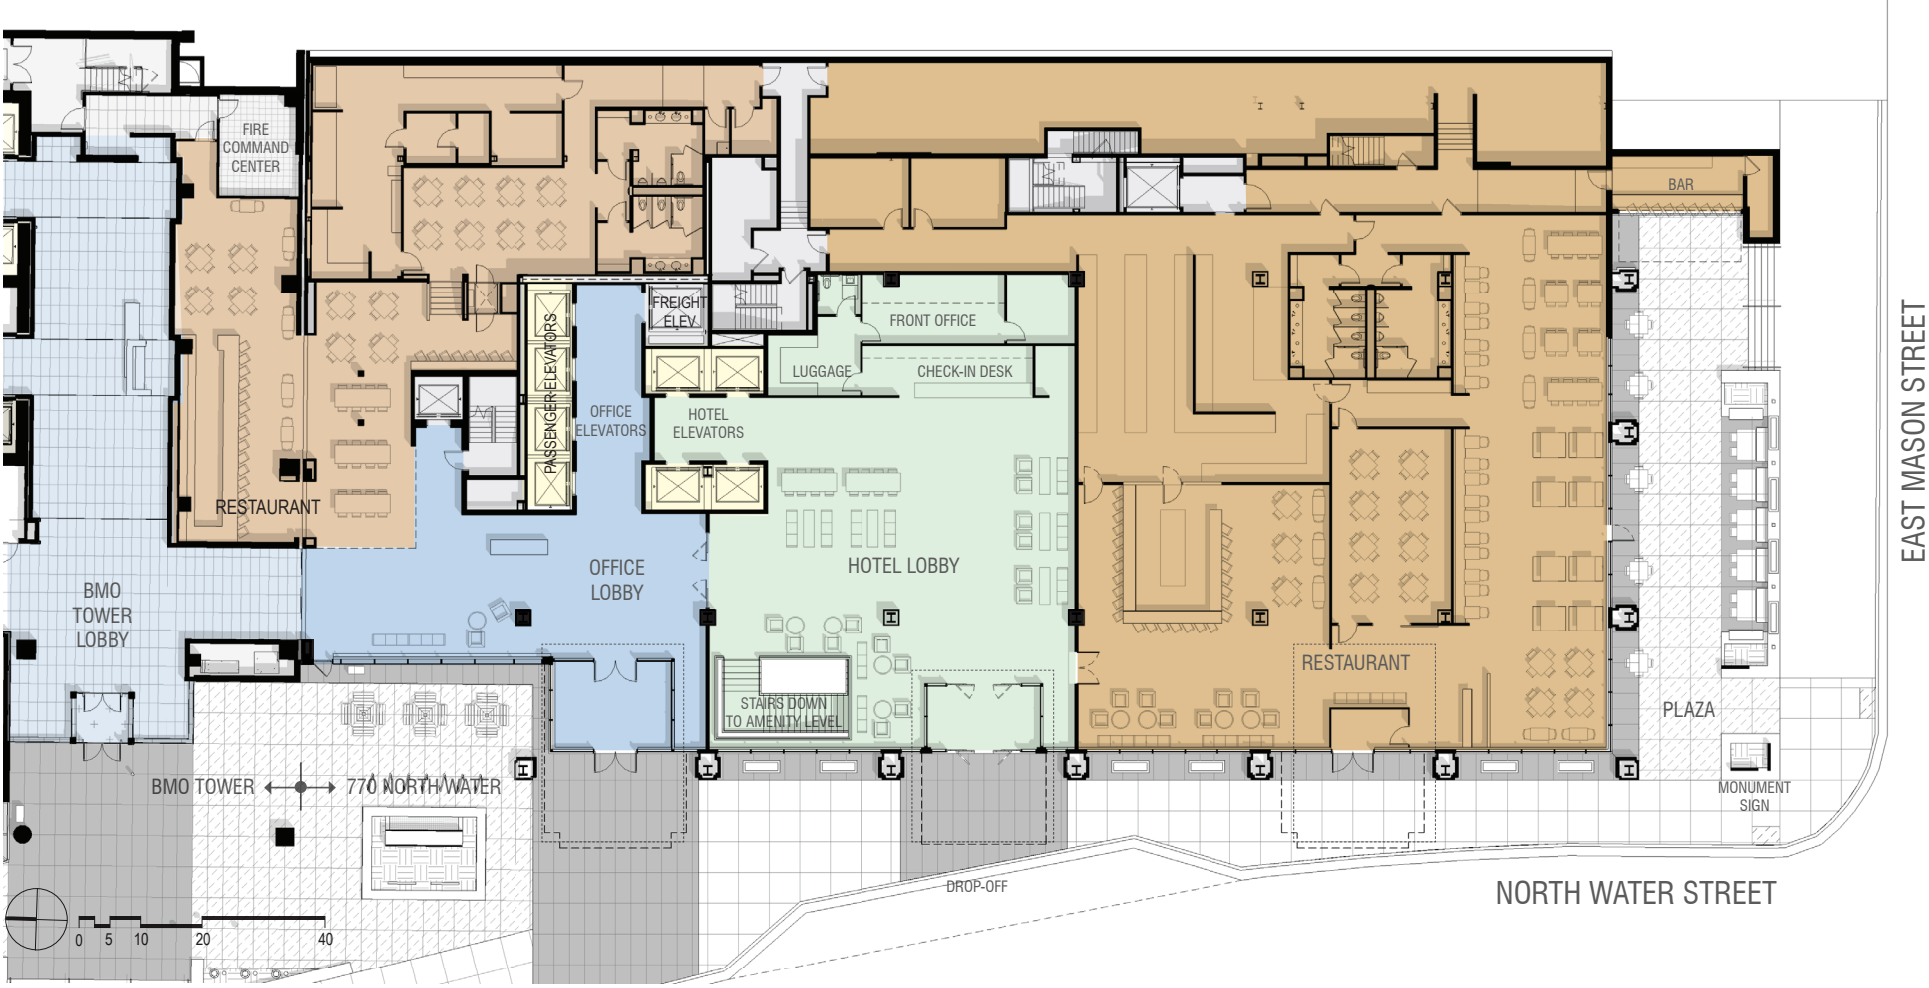 FIRE
COMMAND
CENTER
BAR
FREIGHT
ELEV
FRONT OFFICE
PASSENGER ELEVATORS
LUGGAGE
CHECK-IN DESK
OFFICE
ELEVATORS
HOTEL
ELEVATORS
EAST MASON STREET
RESTAURANT
BMO
TOWER
LOBBY
OFFICE
LOBBY
HOTEL LOBBY
RESTAURANT
STAIRS DOWN
TO AMENITY LEVEL
PLAZA
BMO TOWER
770 NORTH WATER
MONUMENT
SIGN
DROP-OFF
NORTH WATER STREET
0 5 10 20 40